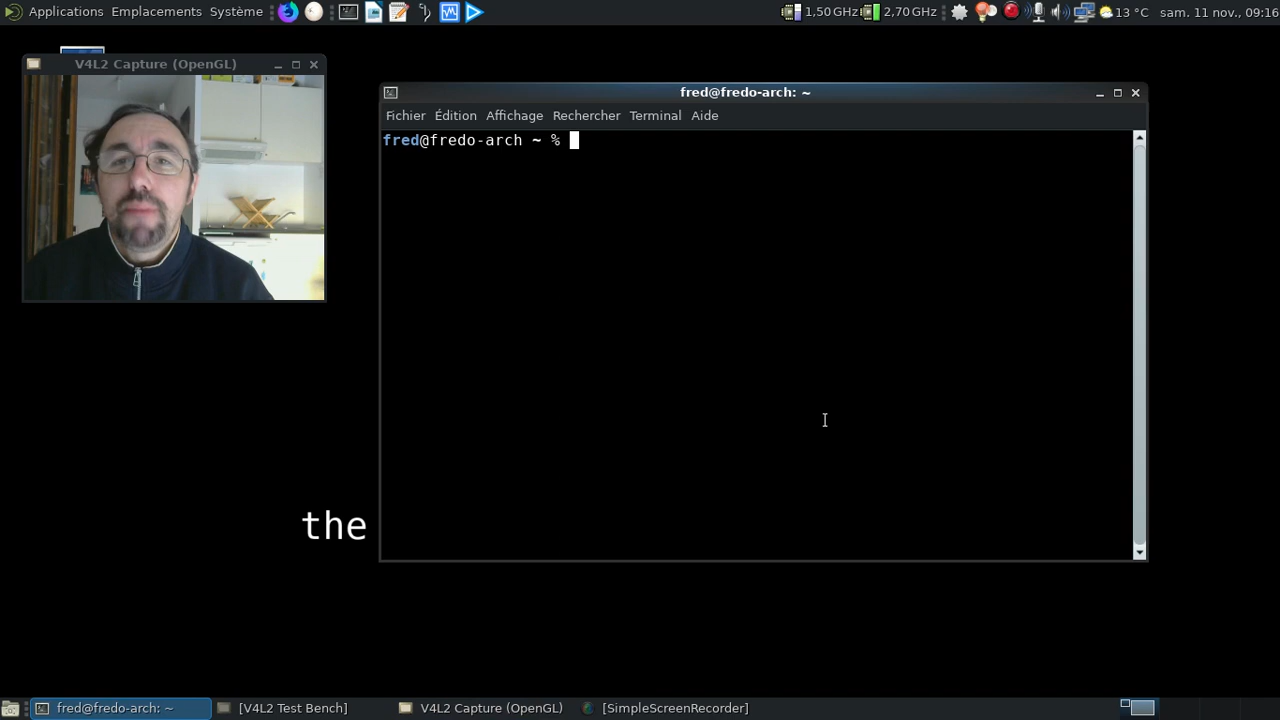 Applications Emplacements Système 1,50 GHz 2,70 GHz 13 °C sam. 11 nov., 09:16
V4L2 Capture (OpenGL)
fred@fredo-arch: ~
Fichier Édition Affichage Rechercher Terminal Aide
fred@fredo-arch ~ %
the
fred@fredo-arch: ~ [V4L2 Test Bench] V4L2 Capture (OpenGL) [SimpleScreenRecorder]